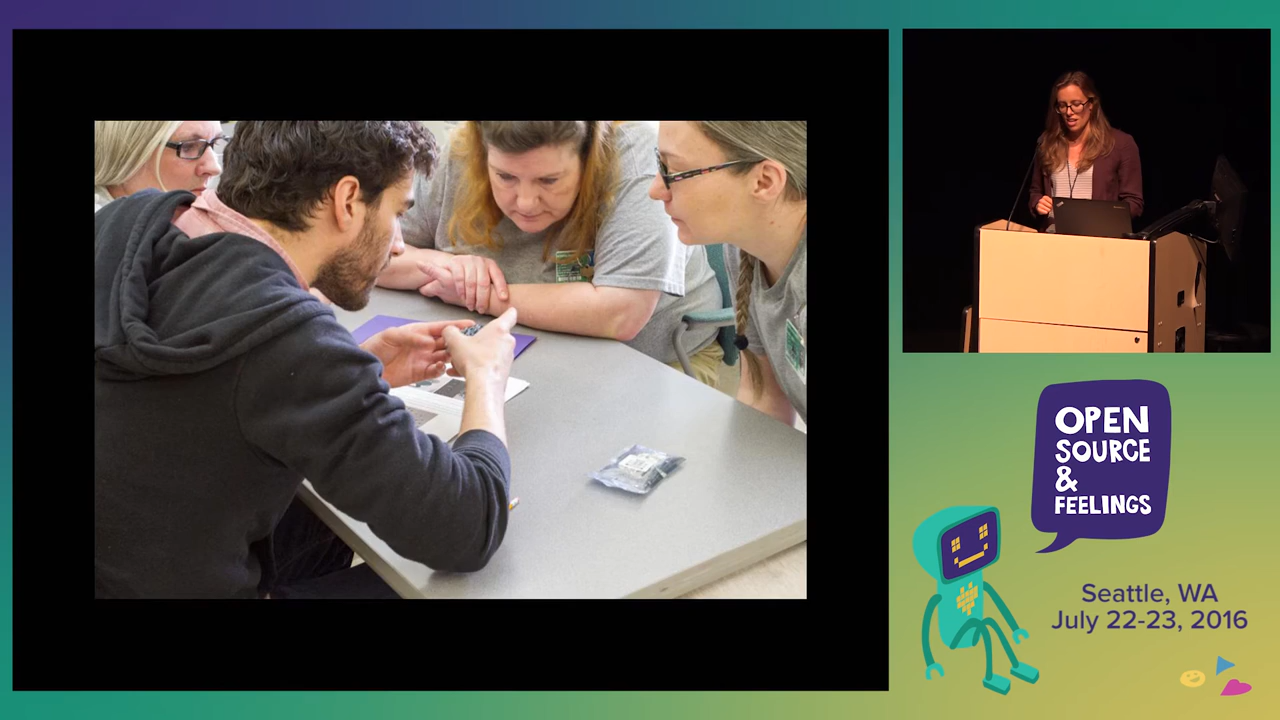 OPEN
SOURCE
&
FEELINGS
Seattle, WA
July 22-23, 2016